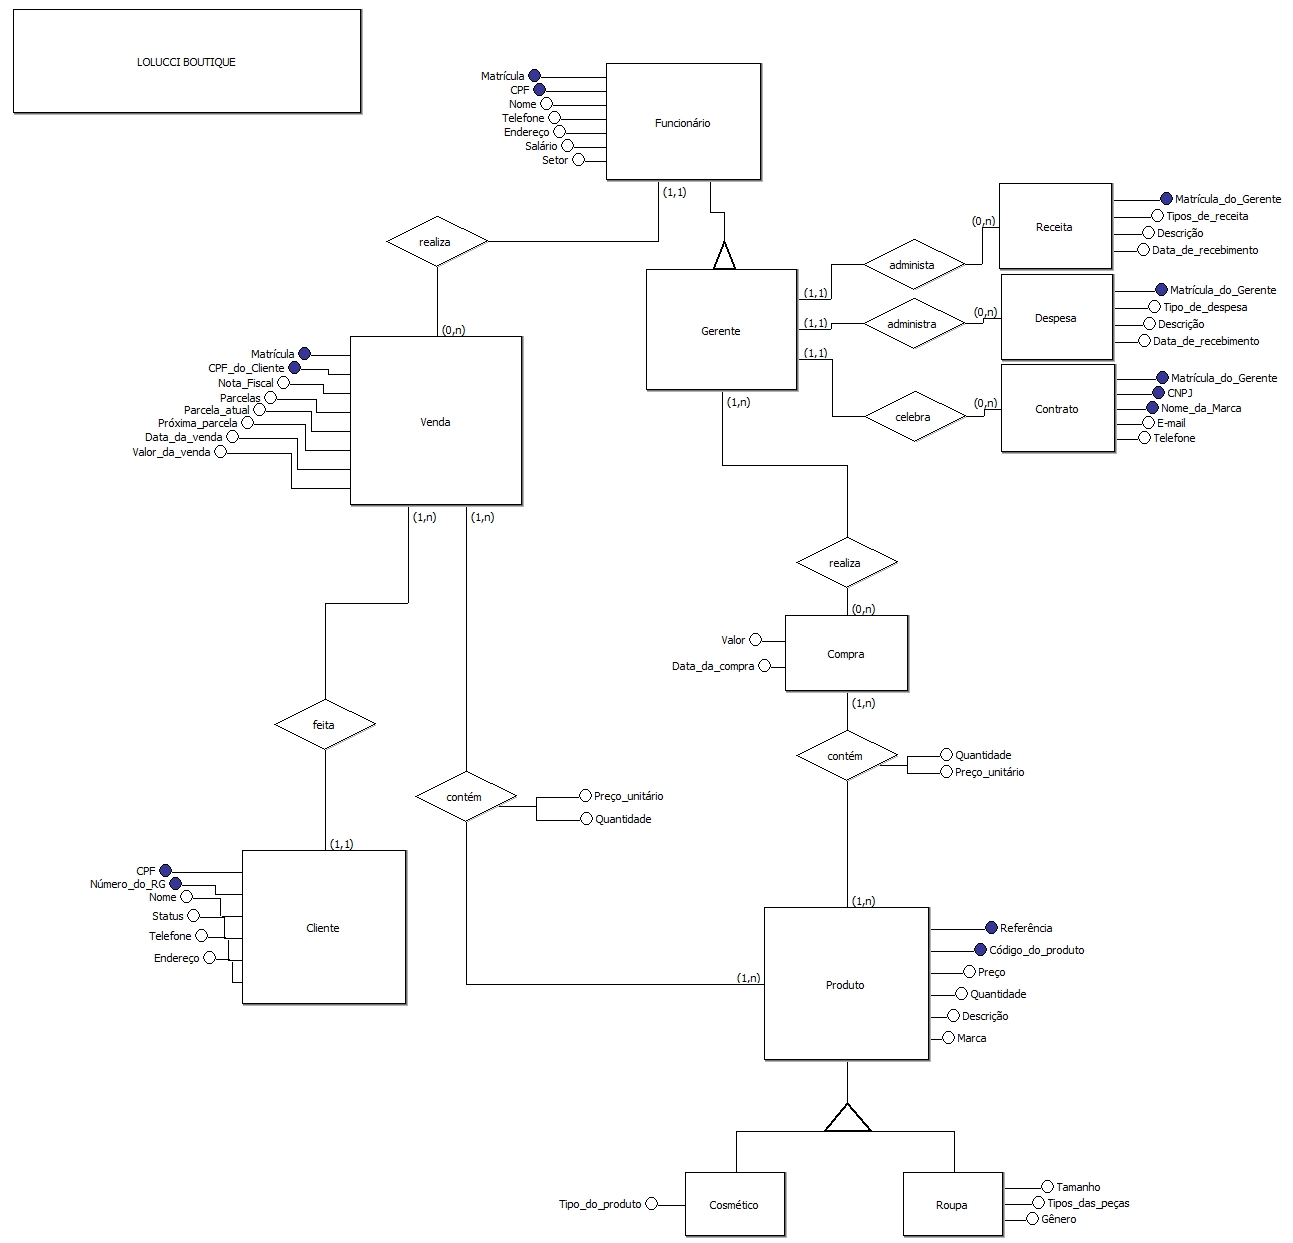 LOLUCCI BOUTIQUE
Matrícula
CPF
Nome
Telefone
Endereço
Salário
Setor
Funcionário
(1,1)
realiza
(0,n)
Receita
Matrícula_do_Gerente
Tipos_de_receita
Descrição
Data_de_recebimento
(0,n)
administa
(1,1)
Gerente
(1,1)
administra
(0,n)
Despesa
Matrícula_do_Gerente
Tipo_de_despesa
Descrição
Data_de_recebimento
(1,1)
celebra
(0,n)
Contrato
Matrícula_do_Gerente
CNPJ
Nome_da_Marca
E-mail
Telefone
(1,n)
Matrícula
CPF_do_Cliente
Nota_Fiscal
Parcelas
Parcela_atual
Próxima_parcela
Data_da_venda
Valor_da_venda
Venda
(1,n)
(1,n)
realiza
(0,n)
Valor
Data_da_compra
Compra
(1,n)
feita
contém
Quantidade
Preço_unitário
contém
Preço_unitário
Quantidade
(1,1)
CPF
Número_do_RG
Nome
Status
Telefone
Endereço
Cliente
(1,n)
(1,n)
Produto
Referência
Código_do_produto
Preço
Quantidade
Descrição
Marca
Tipo_do_produto
Cosmético
Roupa
Tamanho
Tipos_das_peças
Gênero